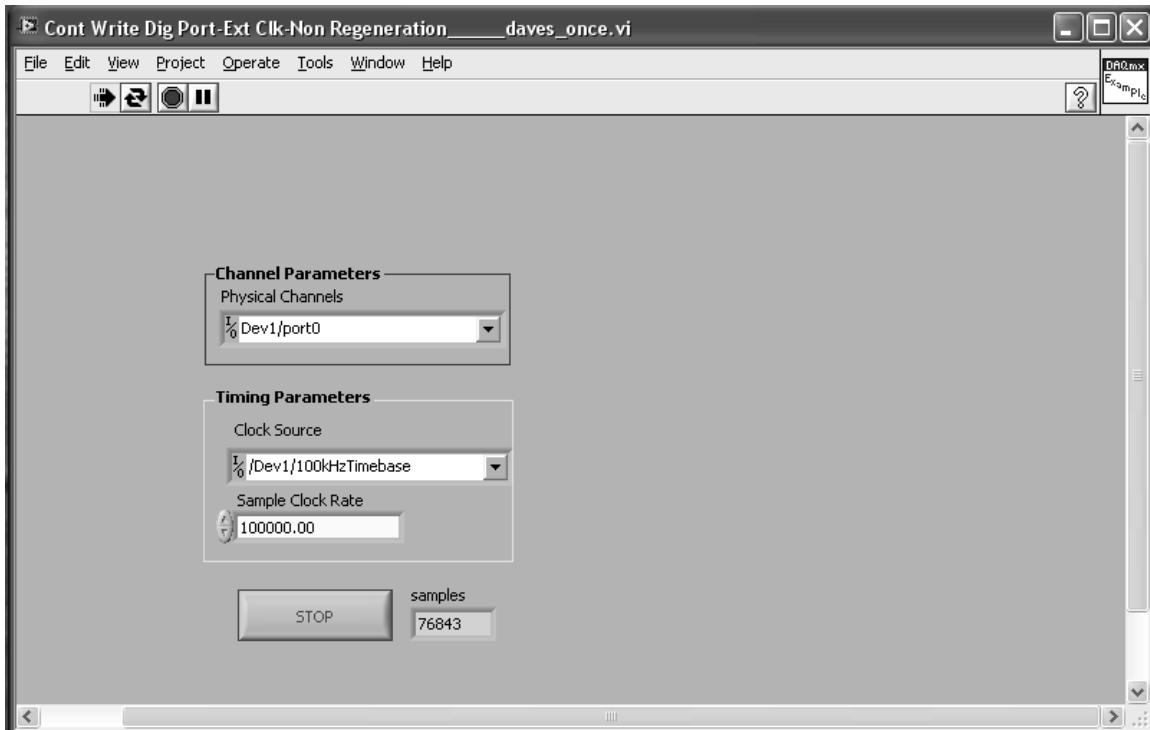 Cont Write Dig Port-Ext Clk-Non Regeneration______daves_once.vi
File Edit View Project Operate Tools Window Help
DAQmx
Example
?
Channel Parameters
Physical Channels
I/O Dev1/port0
Timing Parameters
Clock Source
I/O /Dev1/100kHzTimebase
Sample Clock Rate
100000.00
samples
STOP
76843